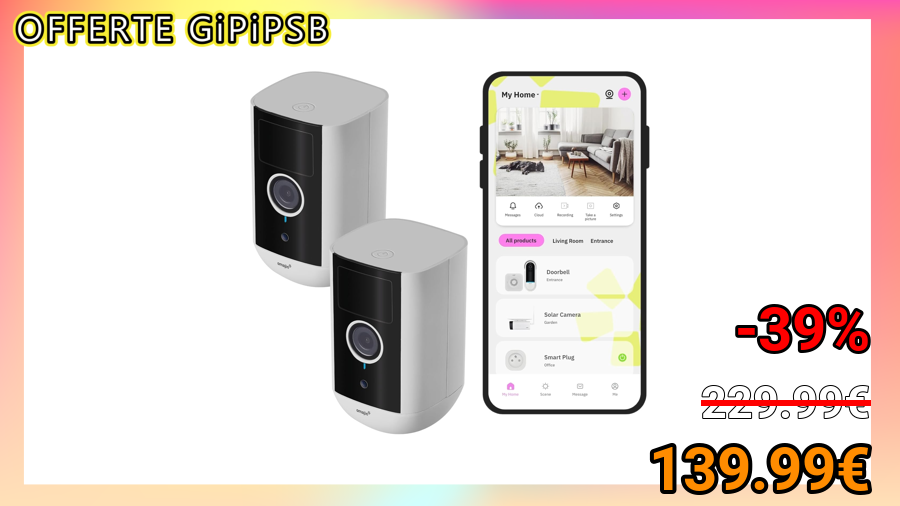 OFFERTE GiPiPSB
My Home
Messages
Cloud
Recording
Take a
picture
Settings
All products
Living Room
Entrance
Doorbell
Entrance
Solar Camera
Garden
Smart Plug
Office
My Home
Scene
Message
Me
-39%
229.99€
139.99€